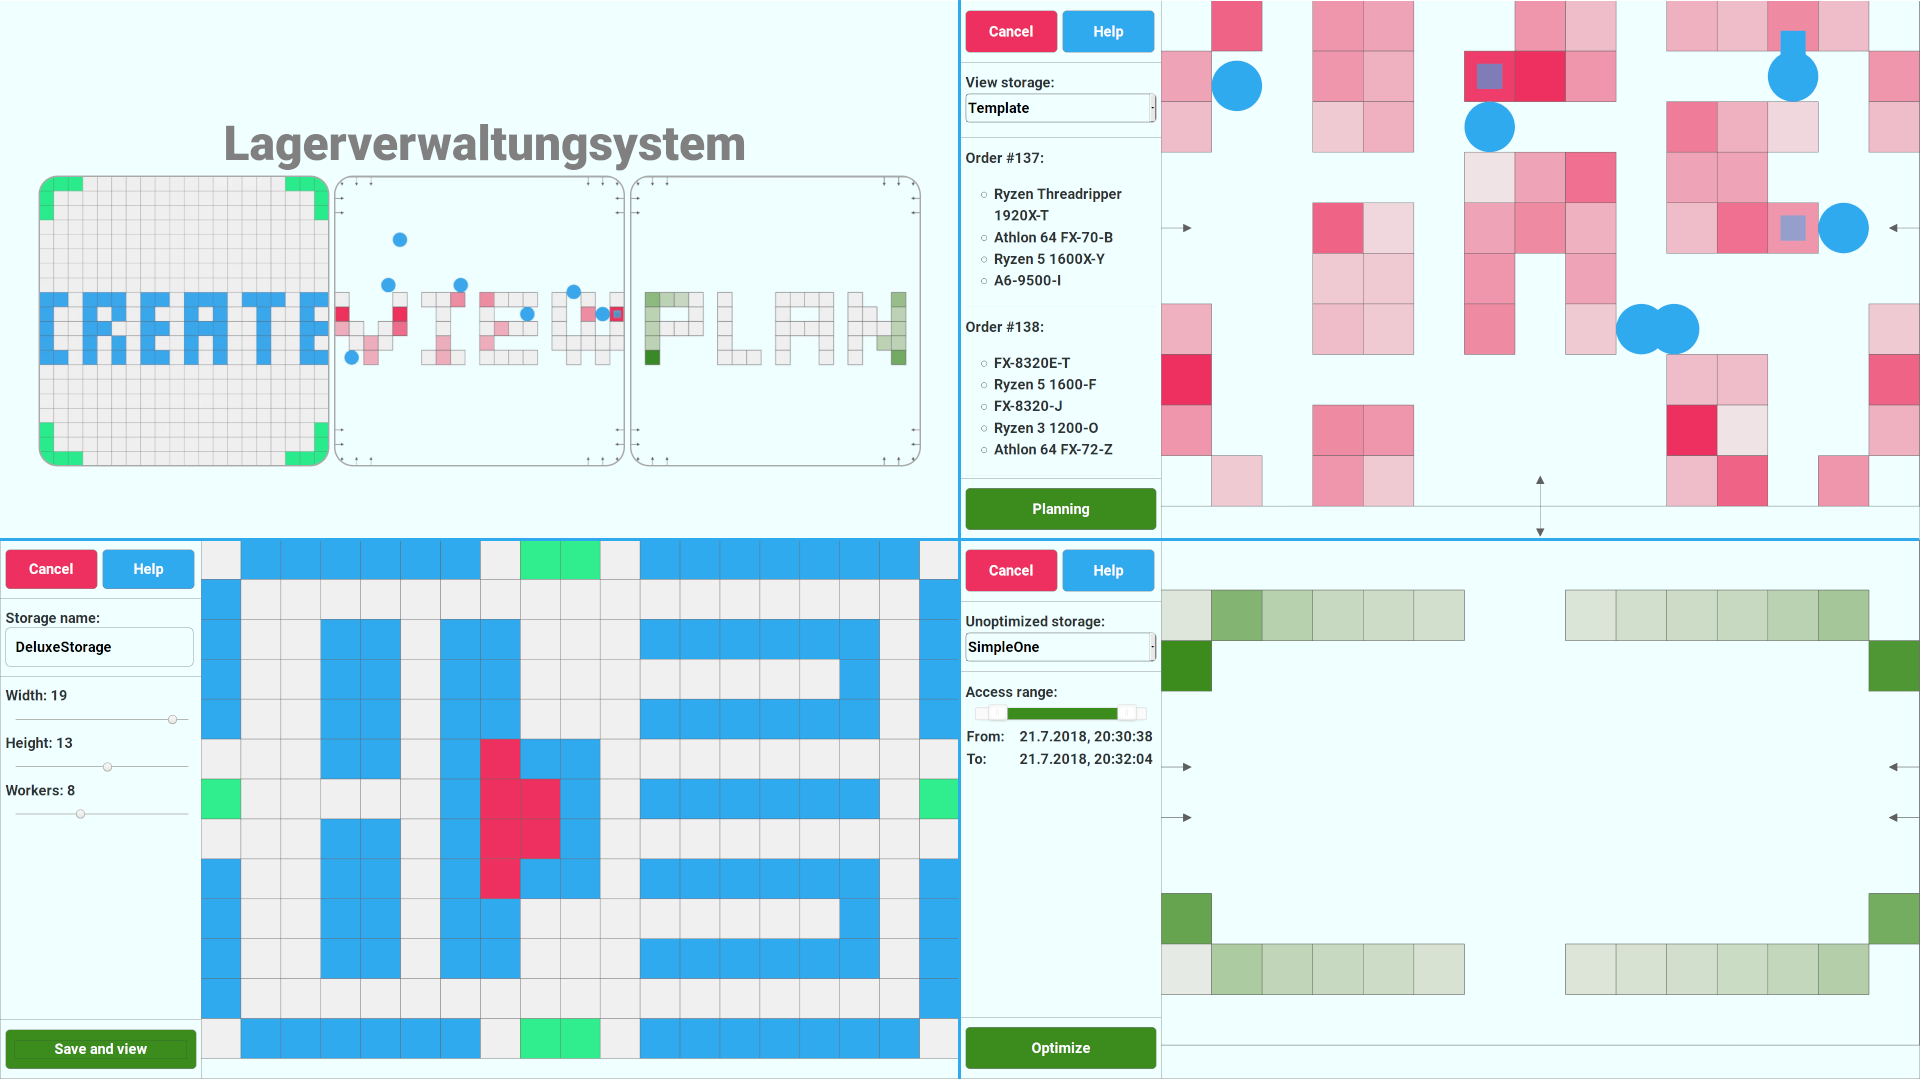 Lagerverwaltungsystem
CREATE
VIEW
PLAN
Cancel
Help
View storage:
Template
Order #137:
Ryzen Threadripper
1920X-T
Athlon 64 FX-70-B
Ryzen 5 1600X-Y
A6-9500-I
Order #138:
FX-8320E-T
Ryzen 5 1600-F
FX-8320-J
Ryzen 3 1200-O
Athlon 64 FX-72-Z
Planning
Cancel
Help
Storage name:
DeluxeStorage
Width: 19
Height: 13
Workers: 8
Save and view
Cancel
Help
Unoptimized storage:
SimpleOne
Access range:
From: 21.7.2018, 20:30:38
To: 21.7.2018, 20:32:04
Optimize